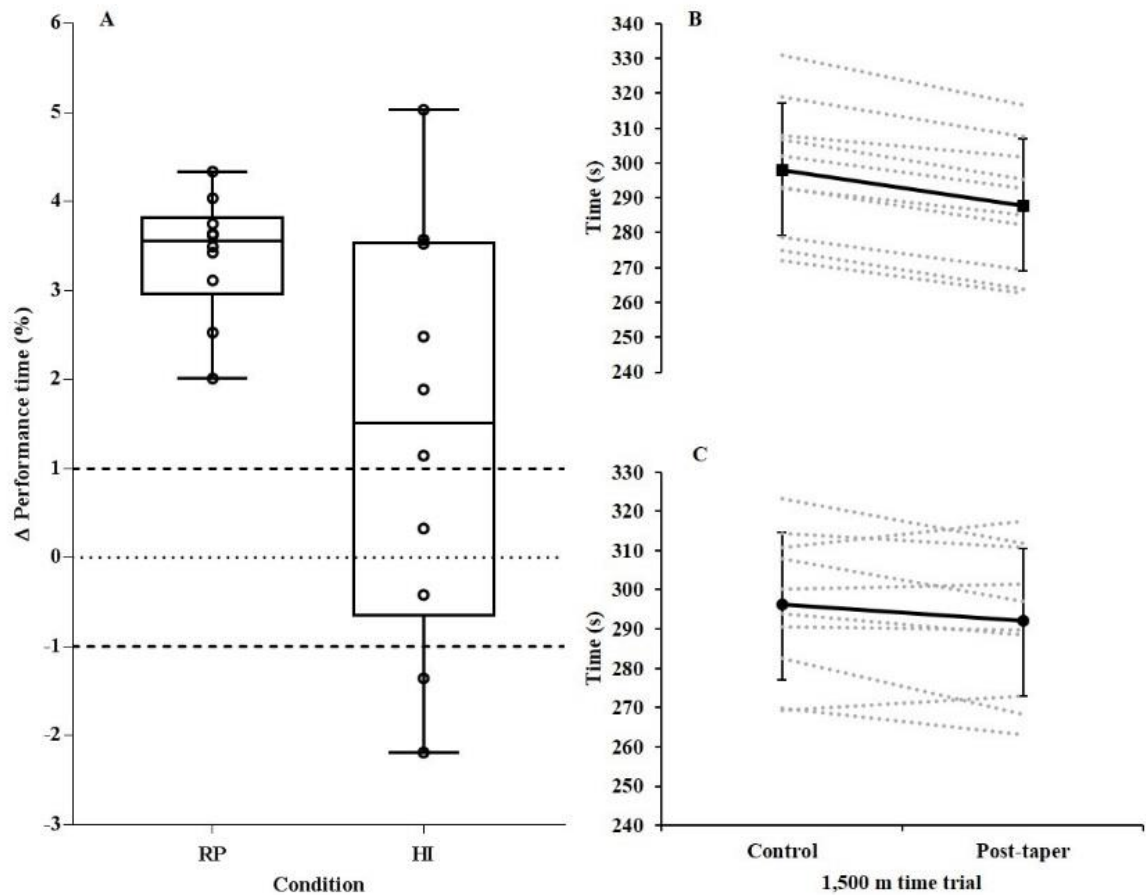 A
6
5
4
3
2
1
0
-1
-2
-3
Δ Performance time (%)
RP
HI
Condition
B
340
330
320
310
300
290
280
270
260
250
240
Time (s)
C
330
320
310
300
290
280
270
260
250
240
Time (s)
Control
Post-taper
1,500 m time trial